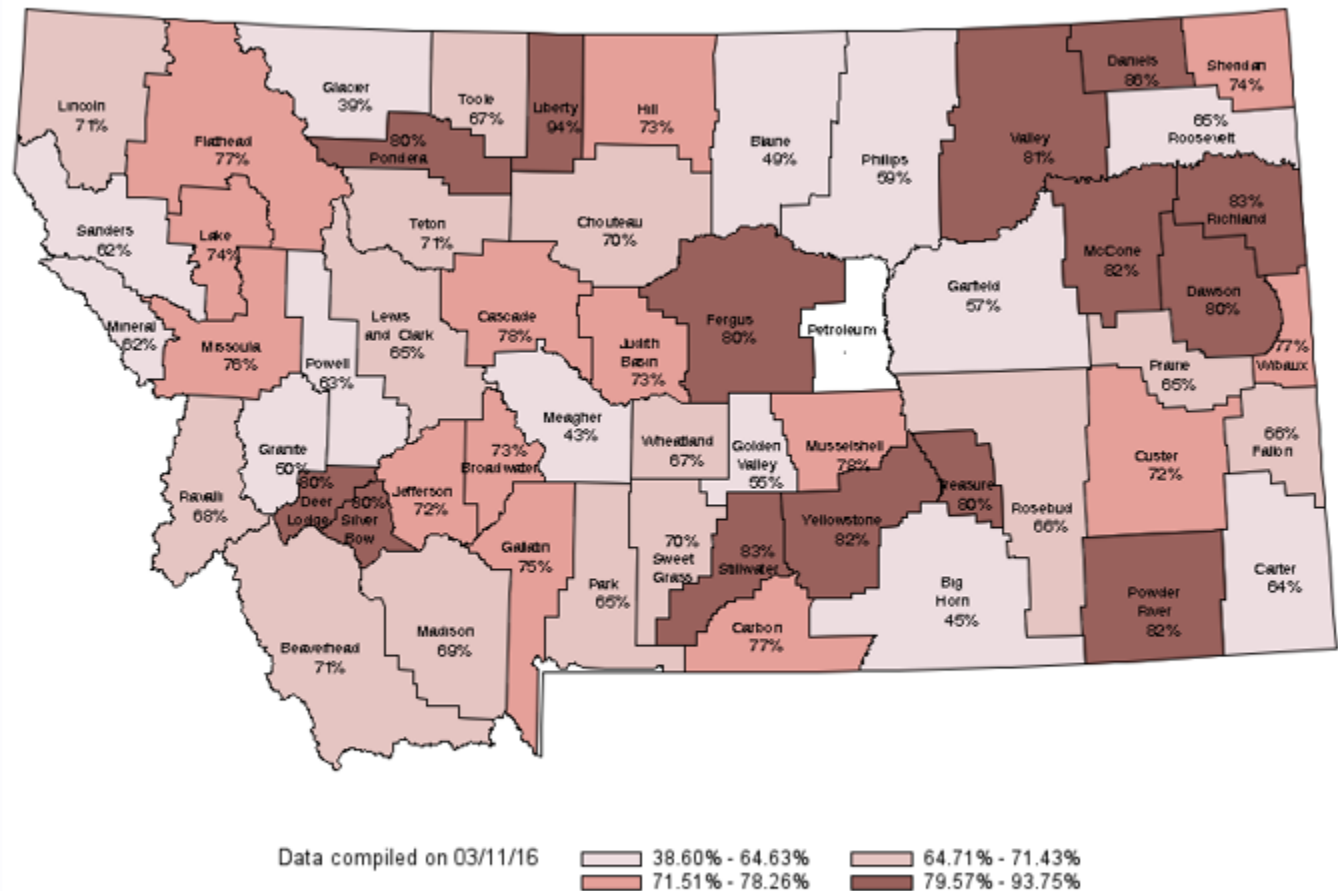 Lincoln
71%
Flathead
77%
Glacier
39%
Toole
67%
Liberty
94%
Hill
73%
Blaine
49%
Phillips
59%
Valley
81%
Daniels
86%
Sheridan
74%
65%
Roosevelt
80%
Pondera
Sanders
62%
Lake
74%
Teton
71%
Chouteau
70%
McCone
82%
83%
Richland
Dawson
80%
Mineral
62%
Missoula
76%
Powell
63%
Lewis
and Clark
65%
Cascade
78%
Judith
Basin
73%
Fergus
80%
Petroleum
.
Garfield
57%
Prairie
65%
77%
Wibaux
Ravalli
68%
Granite
60%
80%
Deer
Lodge
80%
Silver
Bow
Jefferson
72%
73%
Broadwater
Meagher
43%
Wheatland
67%
Golden
Valley
55%
Musselshell
78%
Treasure
80%
Rosebud
66%
Custer
72%
66%
Fallon
Beaverhead
71%
Madison
69%
Gallatin
75%
Park
65%
70%
Sweet
Grass
83%
Stillwater
Yellowstone
82%
Carbon
77%
Big
Horn
45%
Powder
River
82%
Carter
64%
Data compiled on 03/11/16
38.60% - 64.63%
64.71% - 71.43%
71.51% - 78.26%
79.57% - 93.75%